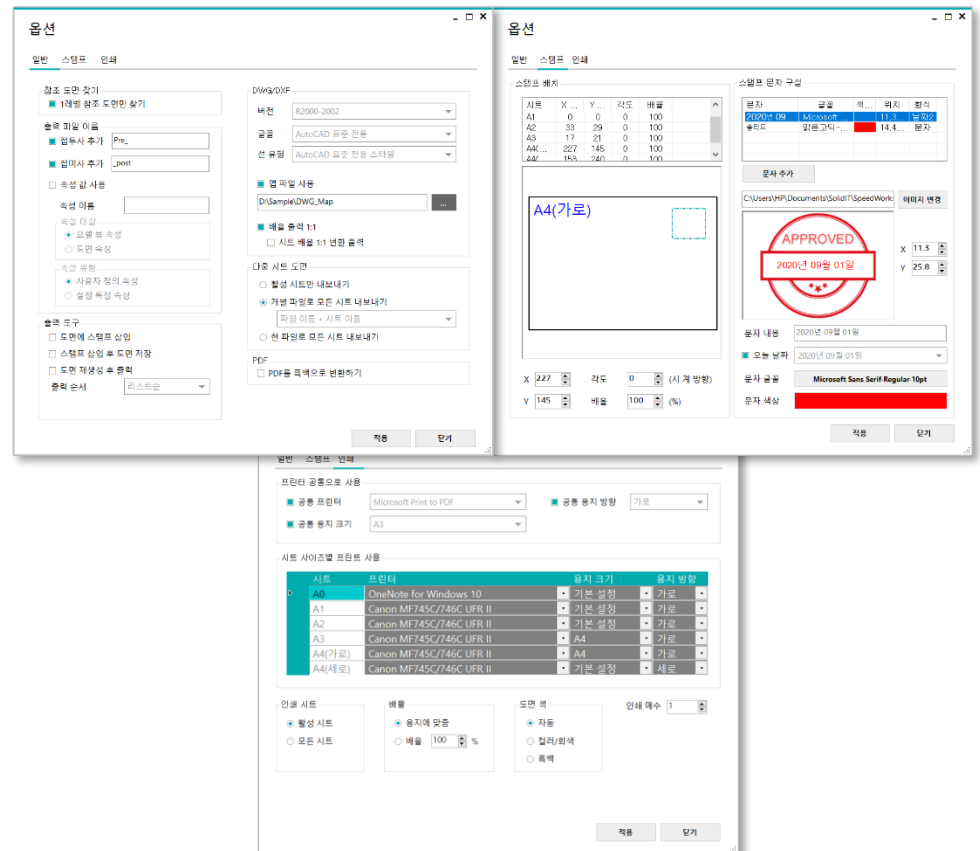 옵션
일반 스탬프 인쇄
참조 도면 찾기
1레벨 참조 도면만 찾기
출력 파일 이름
접두사 추가 Pre_
접미사 추가 _post
속성 값 사용
속성 이름
속성 대상
모델 뷰 속성
도면 속성
속성 유형
사용자 정의 속성
설정 특정 속성
출력 도구
도면에 스탬프 삽입
스탬프 삽입 후 도면 저장
도면 재생성 후 출력
출력 순서 리스트순
DWG/DXF
버전 R2000-2002
글꼴 AutoCAD 표준 전용
선 유형 AutoCAD 표준 전용 스타일
맵 파일 사용
D:\Sample\DWG_Map ...
배율 출력 1:1
시트 배율 1:1 변환 출력
다중 시트 도면
활성 시트만 내보내기
개별 파일로 모든 시트 내보내기
파일 이름 + 시트 이름
한 파일로 모든 시트 내보내기
PDF
PDF를 흑백으로 변환하기
적용 닫기
옵션
일반 스탬프 인쇄
스탬프 배치
시트 X ... Y ... 각도 배율
A1 0 0 0 100
A2 33 29 0 100
A3 17 21 0 100
A4(... 227 145 0 100
A4(... 153 240 0 100
A4(가로)
X 227 각도 0 (시계 방향)
Y 145 배율 100 (%)
스탬프 문자 구성
문자 글꼴 색... 위치 형식
2020년 09 Microsoft ... 11,3... 날짜2
솔리드 맑은고딕-... 14,4... 문자
문자 추가
C:\Users\HP\Documents\SolidIT\SpeedWork: 이미지 변경
APPROVED
2020년 09월 01일
X 11.3
Y 25.8
문자 내용 2020년 09월 01일
오늘 날짜 2020년 09월 01일
문자 글꼴 Microsoft Sans Serif-Regular-10pt
문자 색상
적용 닫기
일반 스탬프 인쇄
프린터 공통으로 사용
공통 프린터 Microsoft Print to PDF 공통 용지 방향 가로
공통 용지 크기 A3
시트 사이즈별 프린트 사용
시트 프린터 용지 크기 용지 방향
A0 OneNote for Windows 10 기본 설정 가로
A1 Canon MF745C/746C UFR II 기본 설정 가로
A2 Canon MF745C/746C UFR II 기본 설정 가로
A3 Canon MF745C/746C UFR II A4 가로
A4(가로) Canon MF745C/746C UFR II A4 가로
A4(세로) Canon MF745C/746C UFR II 기본 설정 세로
인쇄 시트 배율 도면 색 인쇄 매수 1
활성 시트 용지에 맞춤 자동
모든 시트 배율 100 % 컬러/회색
흑백
적용 닫기